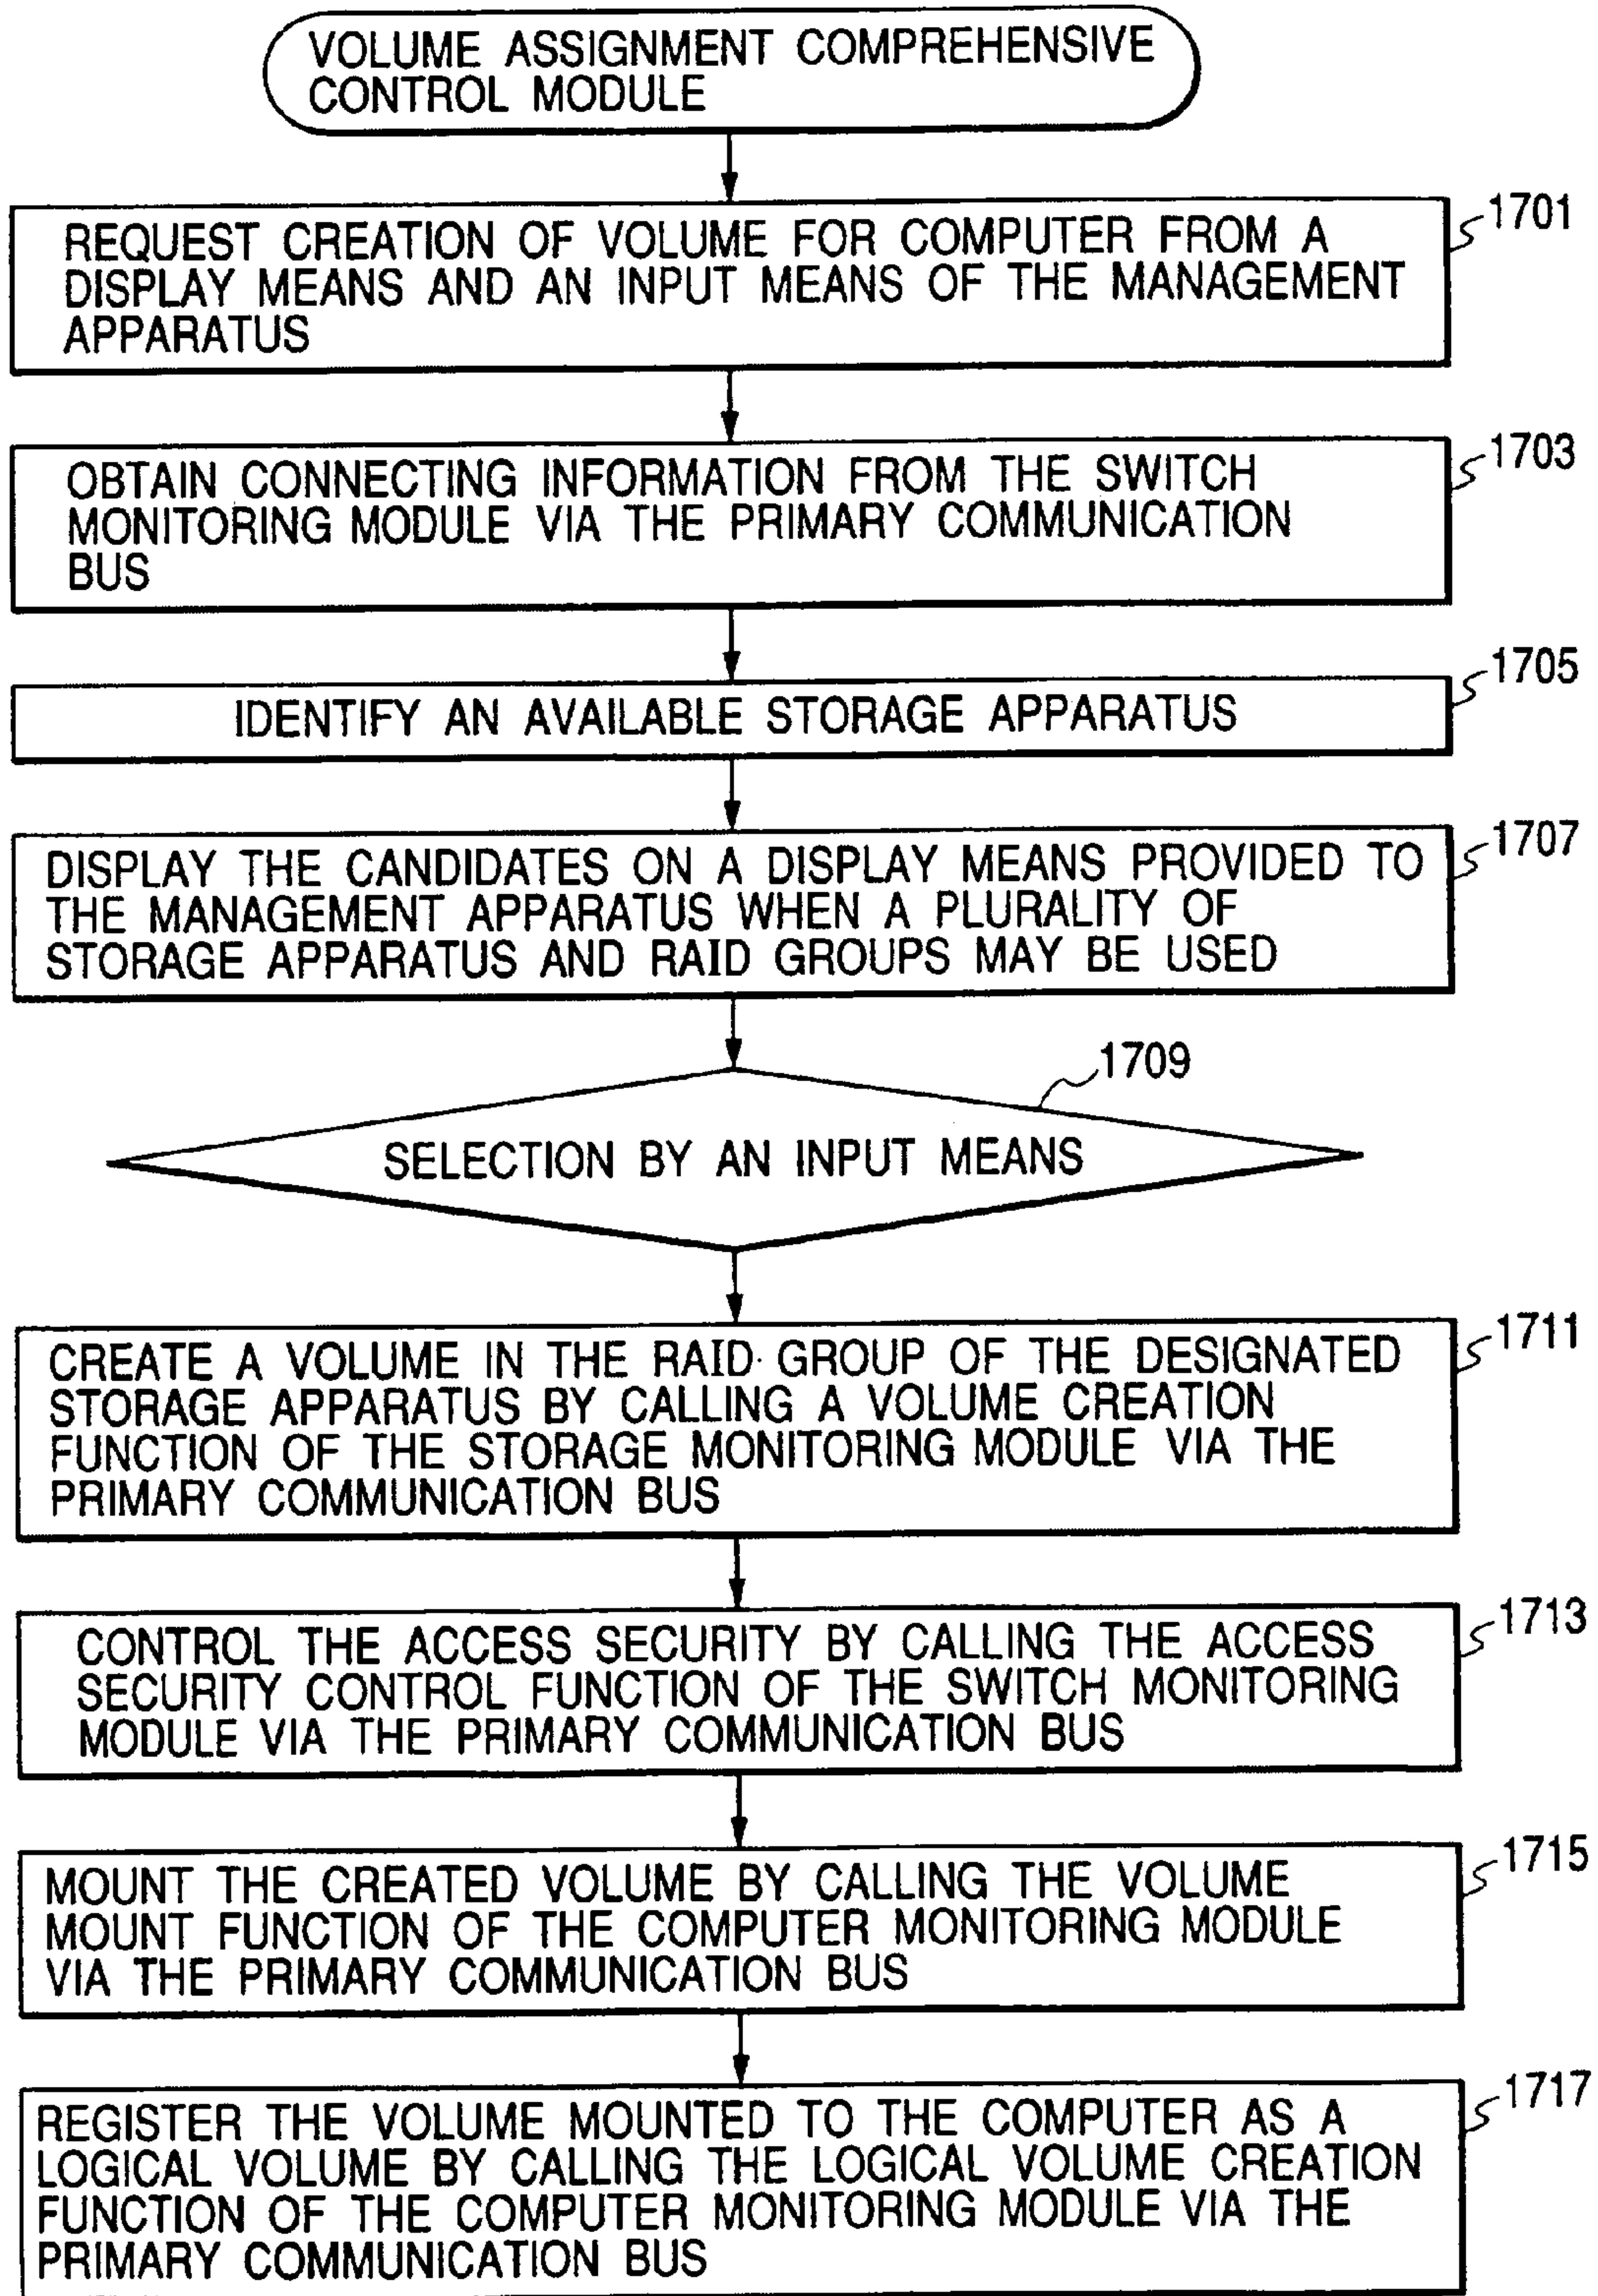 VOLUME ASSIGNMENT COMPREHENSIVE
CONTROL MODULE
1701
REQUEST CREATION OF VOLUME FOR COMPUTER FROM A
DISPLAY MEANS AND AN INPUT MEANS OF THE MANAGEMENT
APPARATUS
1703
OBTAIN CONNECTING INFORMATION FROM THE SWITCH
MONITORING MODULE VIA THE PRIMARY COMMUNICATION
BUS
1705
IDENTIFY AN AVAILABLE STORAGE APPARATUS
1707
DISPLAY THE CANDIDATES ON A DISPLAY MEANS PROVIDED TO
THE MANAGEMENT APPARATUS WHEN A PLURALITY OF
STORAGE APPARATUS AND RAID GROUPS MAY BE USED
1709
SELECTION BY AN INPUT MEANS
1711
CREATE A VOLUME IN THE RAID GROUP OF THE DESIGNATED
STORAGE APPARATUS BY CALLING A VOLUME CREATION
FUNCTION OF THE STORAGE MONITORING MODULE VIA THE
PRIMARY COMMUNICATION BUS
1713
CONTROL THE ACCESS SECURITY BY CALLING THE ACCESS
SECURITY CONTROL FUNCTION OF THE SWITCH MONITORING
MODULE VIA THE PRIMARY COMMUNICATION BUS
1715
MOUNT THE CREATED VOLUME BY CALLING THE VOLUME
MOUNT FUNCTION OF THE COMPUTER MONITORING MODULE
VIA THE PRIMARY COMMUNICATION BUS
1717
REGISTER THE VOLUME MOUNTED TO THE COMPUTER AS A
LOGICAL VOLUME BY CALLING THE LOGICAL VOLUME CREATION
FUNCTION OF THE COMPUTER MONITORING MODULE VIA THE
PRIMARY COMMUNICATION BUS